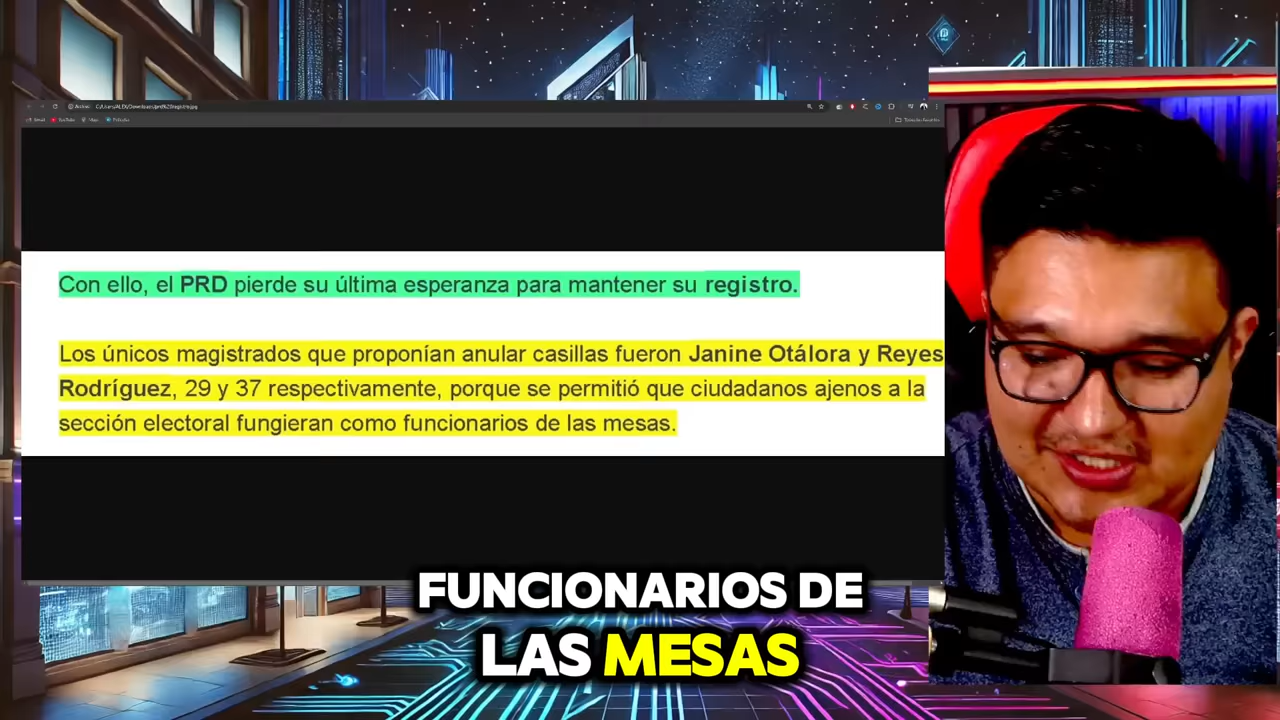 Con ello, el PRD pierde su última esperanza para mantener su registro.
Los únicos magistrados que proponían anular casillas fueron Janine Otálora y Reyes
Rodríguez, 29 y 37 respectivamente, porque se permitió que ciudadanos ajenos a la
sección electoral fungieran como funcionarios de las mesas.
FUNCIONARIOS DE
LAS MESAS